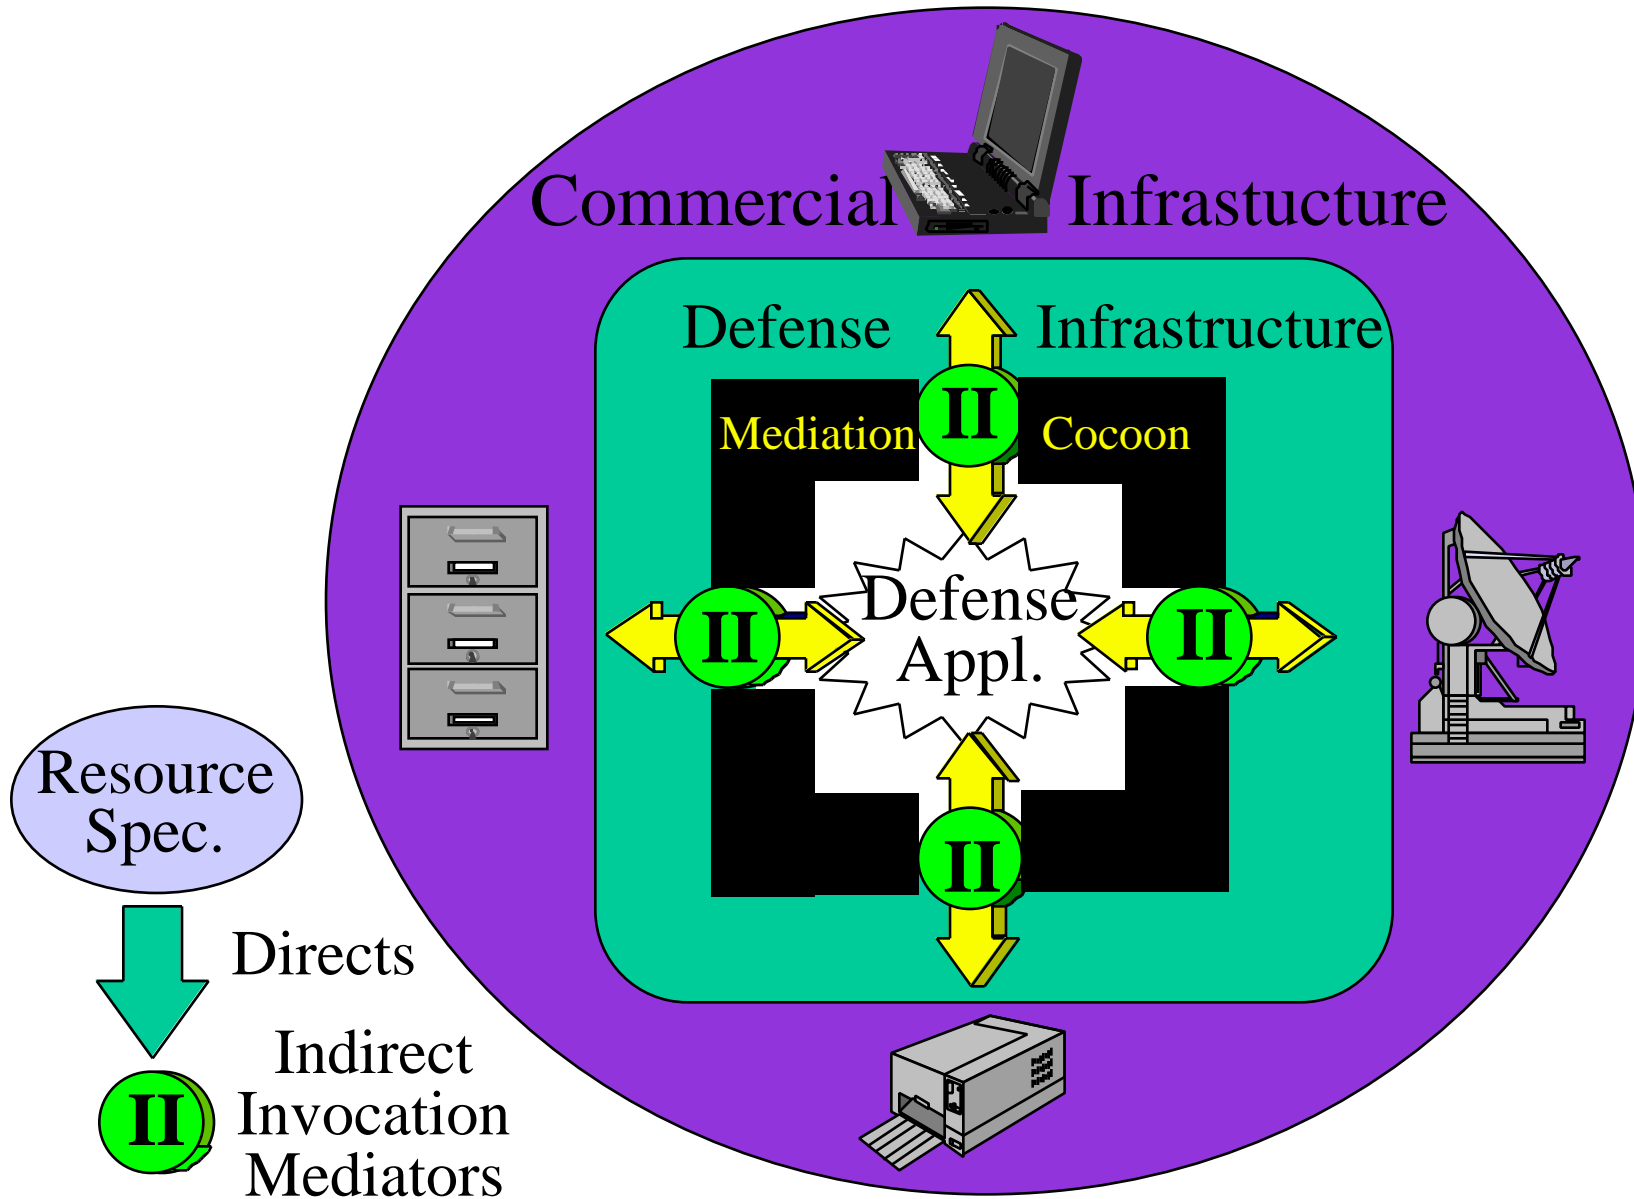 Commercial Infrastucture
Defense Infrastructure
II
Mediation Cocoon
II
Defense
Appl.
II
II
Resource
Spec.
Directs
II
Indirect
Invocation
Mediators